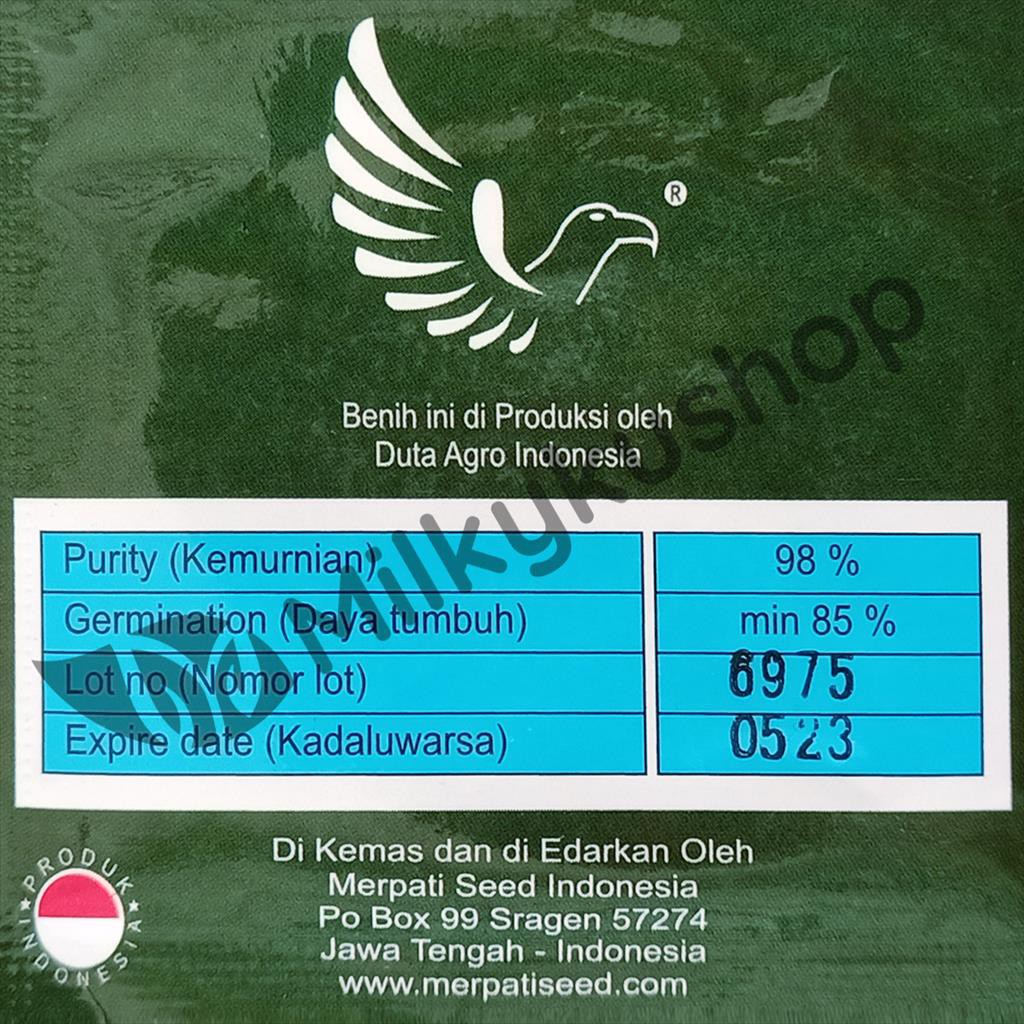 ®
Benih ini di Produksi oleh
Duta Agro Indonesia
Purity (Kemurnian) 98 %
Germination (Daya tumbuh) min 85 %
Lot no (Nomor lot) 6975
Expire date (Kadaluwarsa) 0523
Milkykushop
PRODUK INDONESIA
Di Kemas dan di Edarkan Oleh
Merpati Seed Indonesia
Po Box 99 Sragen 57274
Jawa Tengah - Indonesia
www.merpatiseed.com